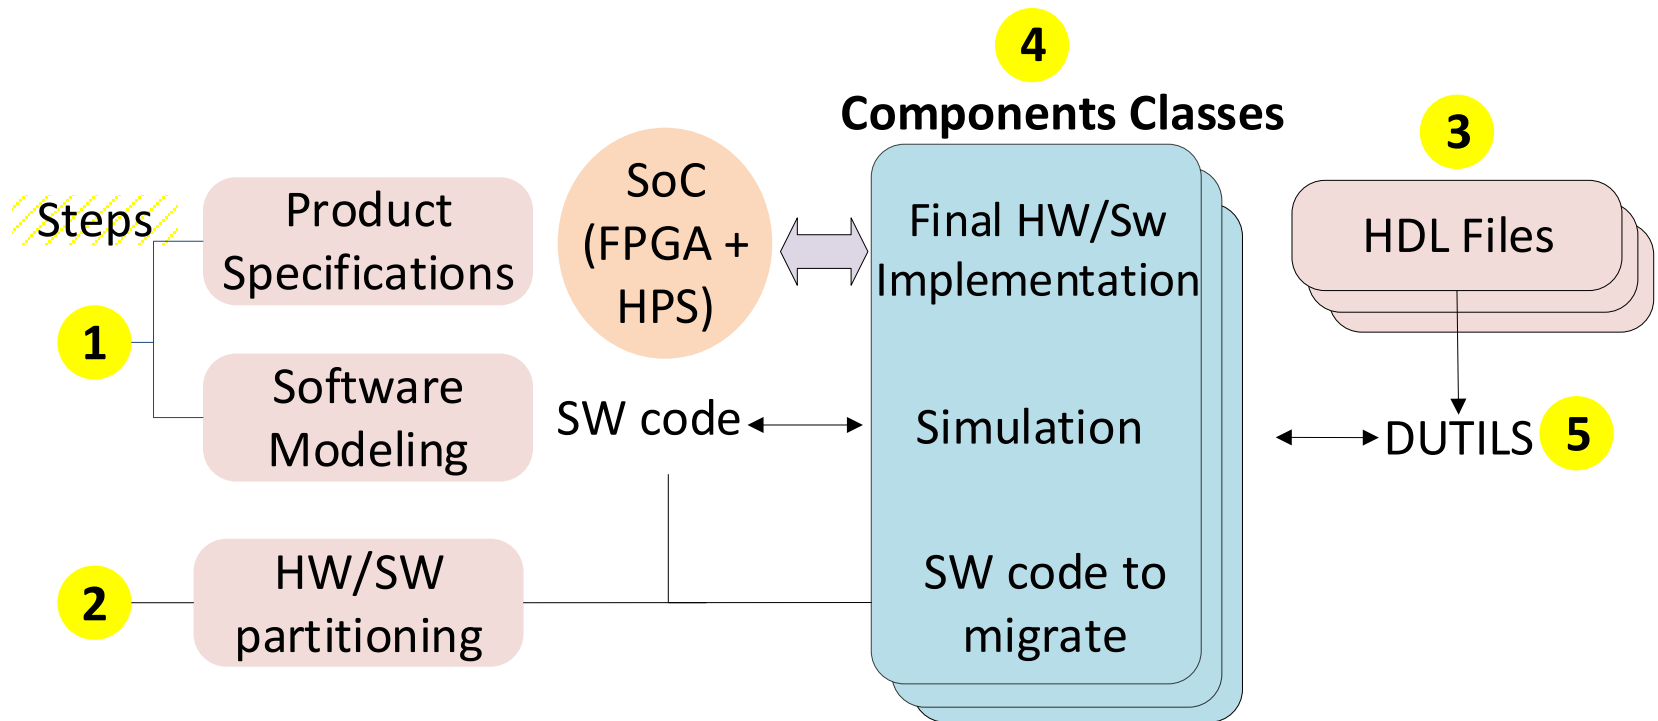 Steps
1
Product
Specifications
Software
Modeling
2
HW/SW
partitioning
SoC
(FPGA +
HPS)
SW code
4
Components Classes
Final HW/Sw
Implementation
Simulation
SW code to
migrate
3
HDL Files
DUTILS
5